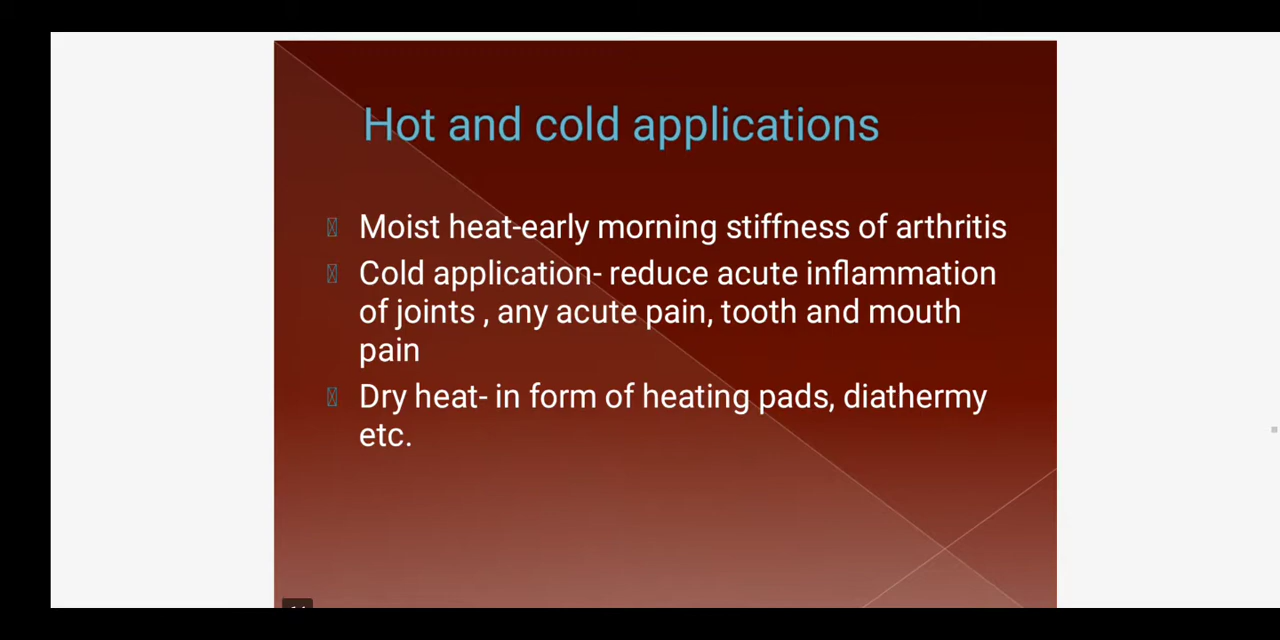 Hot and cold applications
Moist heat-early morning stiffness of arthritis
Cold application- reduce acute inflammation
of joints , any acute pain, tooth and mouth
pain
Dry heat- in form of heating pads, diathermy
etc.